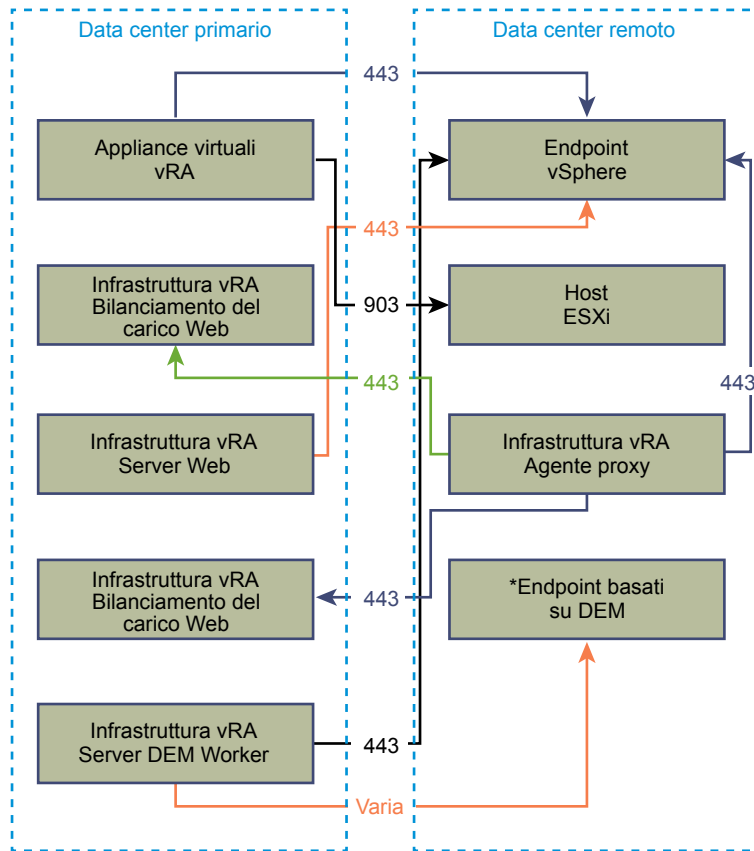 Data center primario
Data center remoto
443
Appliance virtuali
vRA
Endpoint
vSphere
443
Infrastruttura vRA
Bilanciamento del
carico Web
903
Host
ESXi
443
443
Infrastruttura vRA
Server Web
Infrastruttura vRA
Agente proxy
Infrastruttura vRA
Bilanciamento del
carico Web
443
*Endpoint basati
su DEM
Infrastruttura vRA
Server DEM Worker
443
Varia